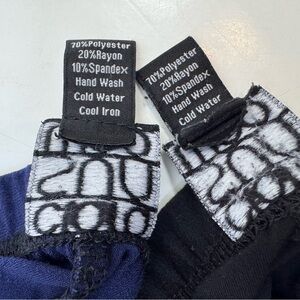 70%Polyester
20%Rayon
10%Spandex
Hand Wash
Cold Water
Cool Iron
70%Polyester
20%Rayon
10%Spandex
Hand Wash
Cold Water